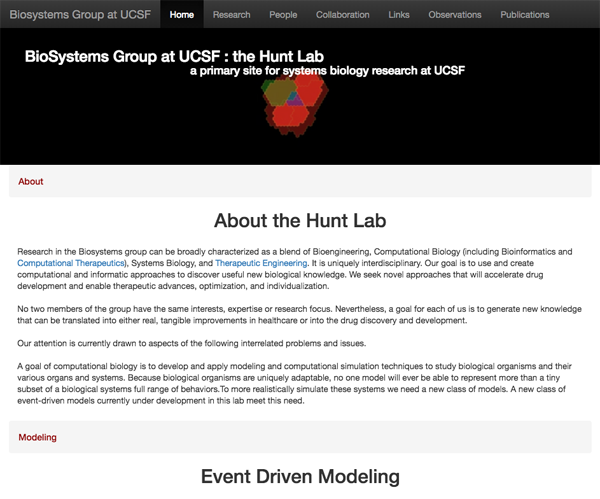 Biosystems Group at UCSF Home Research People Collaboration Links Observations Publications
BioSystems Group at UCSF : the Hunt Lab
a primary site for systems biology research at UCSF
About
About the Hunt Lab
Research in the Biosystems group can be broadly characterized as a blend of Bioengineering, Computational Biology (including Bioinformatics and
Computational Therapeutics), Systems Biology, and Therapeutic Engineering. It is uniquely interdisciplinary. Our goal is to use and create
computational and informatic approaches to discover useful new biological knowledge. We seek novel approaches that will accelerate drug
development and enable therapeutic advances, optimization, and individualization.
No two members of the group have the same interests, expertise or research focus. Nevertheless, a goal for each of us is to generate new knowledge
that can be translated into either real, tangible improvements in healthcare or into the drug discovery and development.
Our attention is currently drawn to aspects of the following interrelated problems and issues.
A goal of computational biology is to develop and apply modeling and computational simulation techniques to study biological organisms and their
various organs and systems. Because biological organisms are uniquely adaptable, no one model will ever be able to represent more than a tiny
subset of a biological systems full range of behaviors.To more realistically simulate these systems we need a new class of models. A new class of
event-driven models currently under development in this lab meet this need.
Modeling
Event Driven Modeling